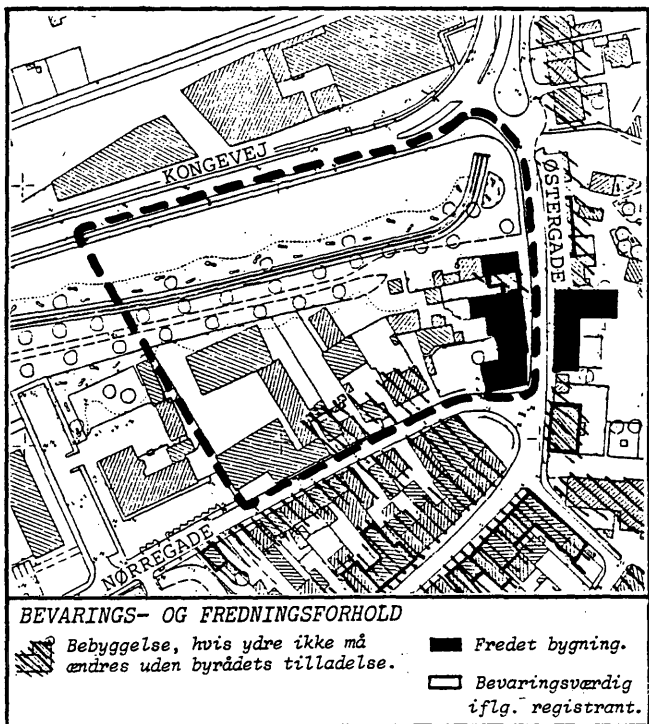 KONGEVEJ
ØSTERGADE
NØRREGADE
BEVARINGS- OG FREDNINGSFORHOLD
Bebyggelse, hvis ydre ikke må
ændres uden byrådets tilladelse.
Fredet bygning.
Bevaringsværdig
iflg. registrant.